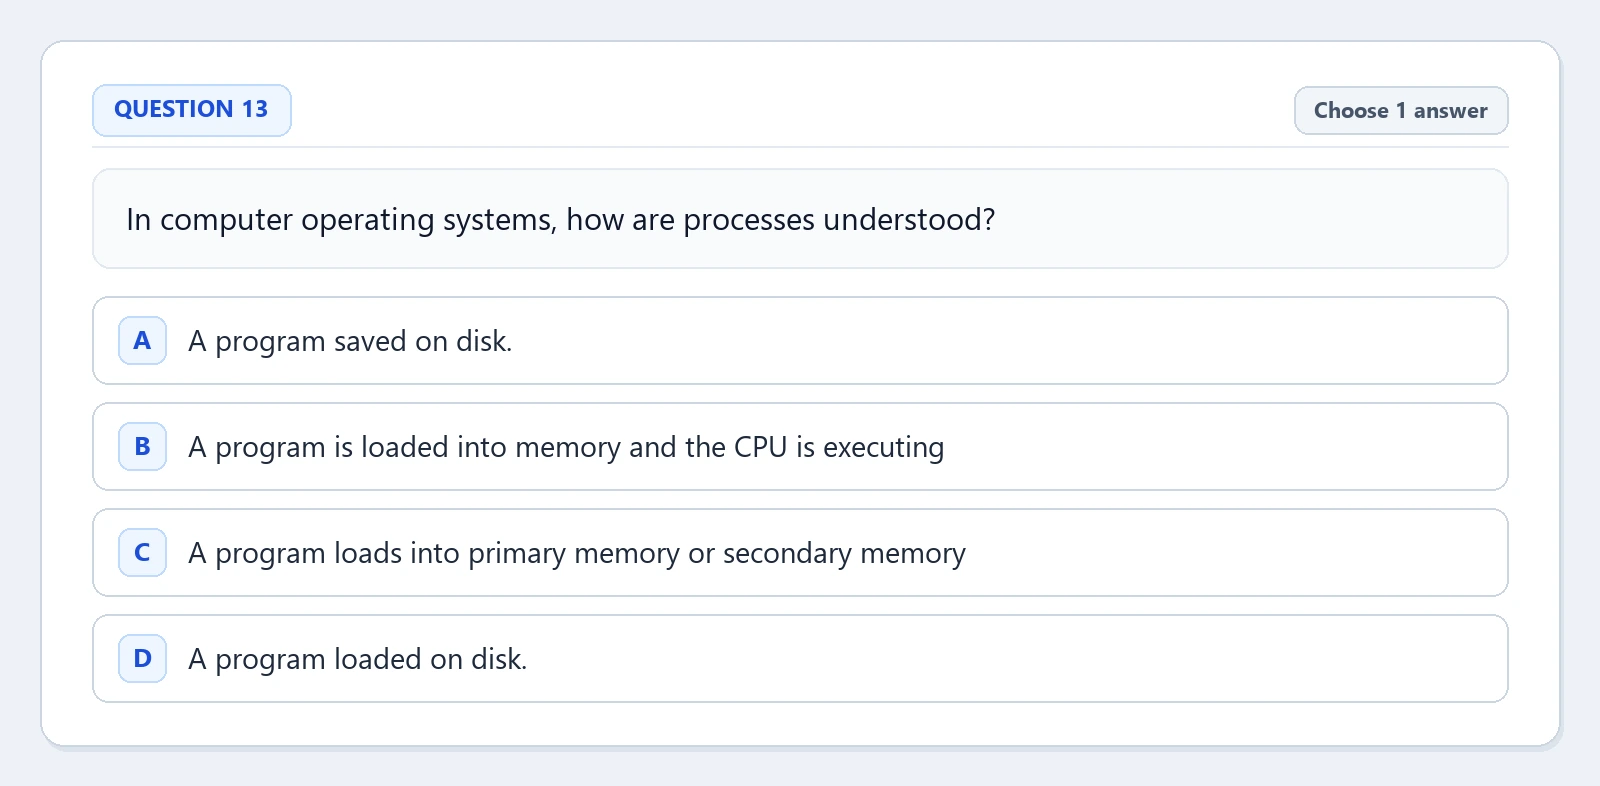 QUESTION 13
Choose 1 answer
In computer operating systems, how are processes understood?
A A program saved on disk.
B A program is loaded into memory and the CPU is executing
C A program loads into primary memory or secondary memory
D A program loaded on disk.